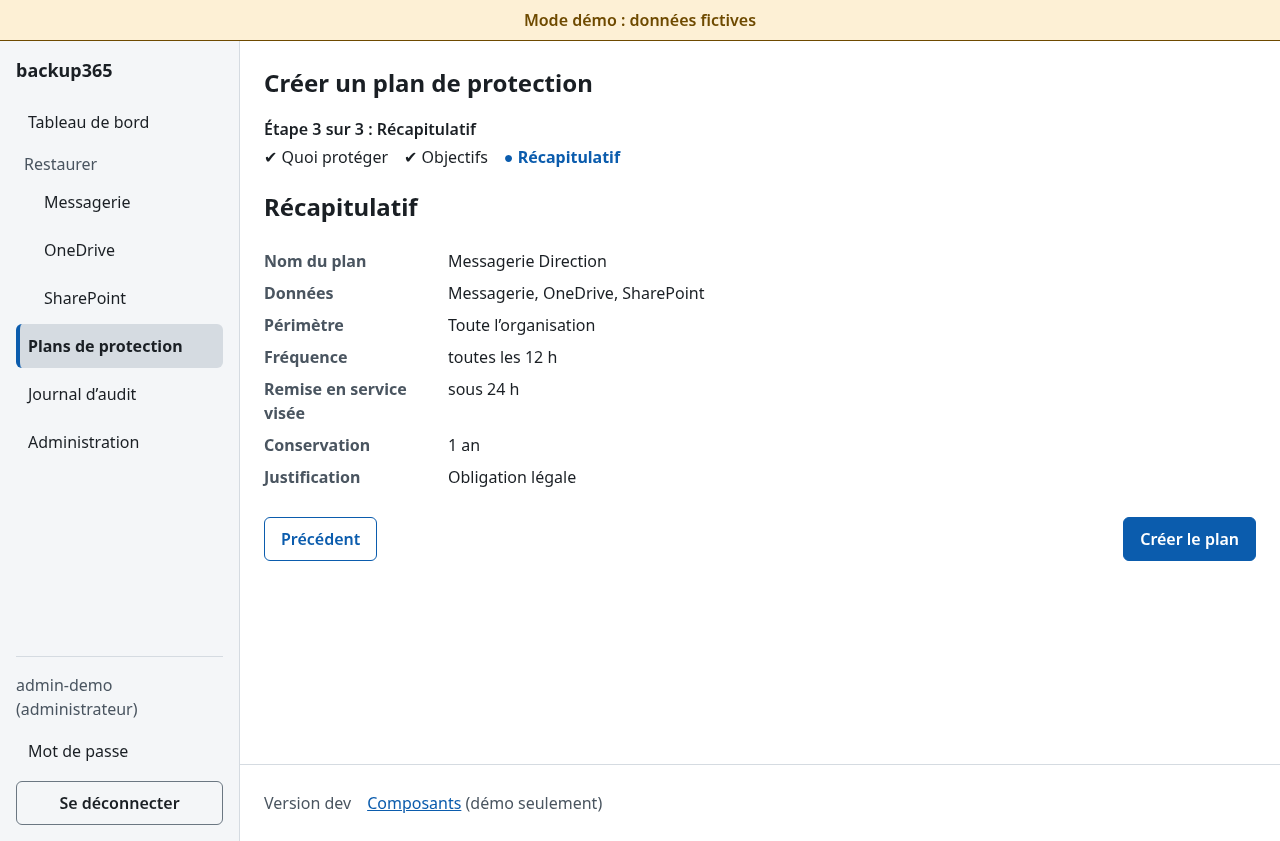 Mode démo : données fictives
backup365
Tableau de bord
Restaurer
Messagerie
OneDrive
SharePoint
Plans de protection
Journal d’audit
Administration
admin-demo
(administrateur)
Mot de passe
Se déconnecter
Créer un plan de protection
Étape 3 sur 3 : Récapitulatif
✔ Quoi protéger ✔ Objectifs ● Récapitulatif
Récapitulatif
Nom du plan Messagerie Direction
Données Messagerie, OneDrive, SharePoint
Périmètre Toute l’organisation
Fréquence toutes les 12 h
Remise en service sous 24 h
visée
Conservation 1 an
Justification Obligation légale
Précédent Créer le plan
Version dev Composants (démo seulement)